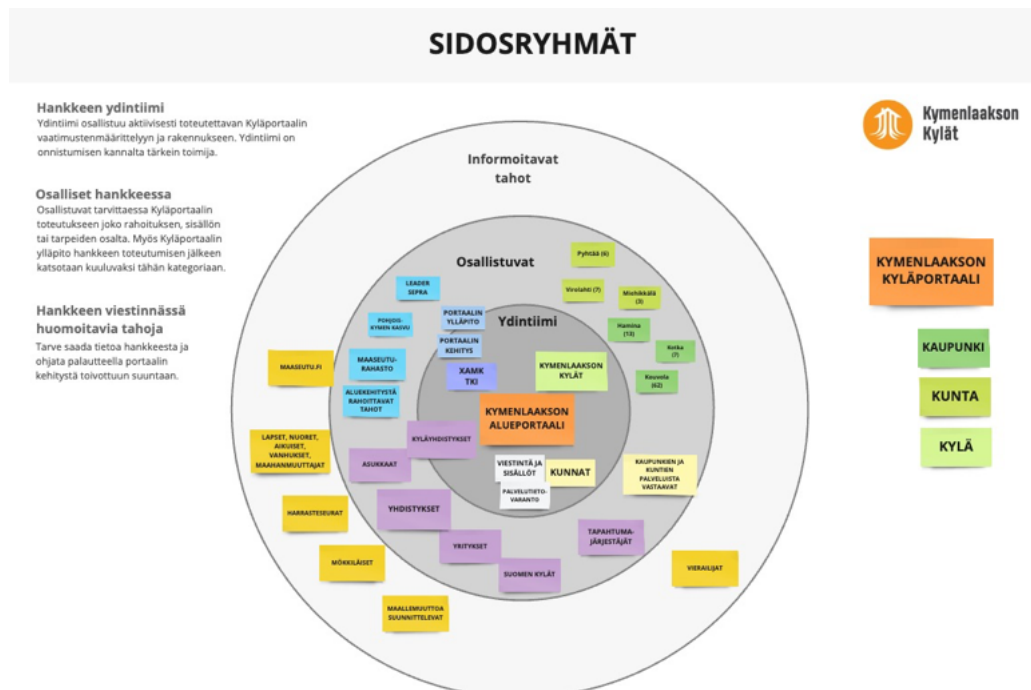 SIDOSRYHMÄT
Hankkeen ydintiimi
Ydintiimi osallistuu aktiivisesti toteutettavan Kyläportaalin
vaatimustenmäärittelyn ja rakennukseen. Ydintiimi on
onnistumisen kannalta tärkein toimija.
Osalliset hankkeessa
Osallistuvat tarvittaessa Kyläportaalin
toteutukseen joko rahoituksen, sisällön
tai tarpeiden osalta. Myös Kyläportaalin
ylläpito hankkeen toteutumisen jälkeen
katsotaan kuuluvaksi tähän kategoriaan.
Hankkeen viestinnässä
huomoitavia tahoja
Tarve saada tietoa hankkeesta ja
ohjata palautteella portaalin
kehitystä toivottuun suuntaan.
Informoitavat
tahot
Osallistuvat
Ydintiimi
LEADER
SEPRA
POHJOIS-
KYMEN KASVU
MAASEUTU-
RAHASTO
ALUEKEHITYSTÄ
RAHOITTAVAT
TAHOT
PORTAALIN
YLLÄPITO
PORTAALIN
KEHITYS
XAMK
TKI
KYMENLAAKSON
KYLÄT
KYMENLAAKSON
ALUEPORTAALI
Pyhtää (6)
Virolahti (7)
Miehikkälä
(3)
Hamina
(13)
Kotka
(7)
Kouvola
(62)
MAASEUTU.FI
LAPSET, NUORET,
AIKUISET,
VANHUKSET,
MAAHANMUUTTAJAT
HARRASTESEURAT
MÖKKILÄISET
MAALLEMUUTTOA
SUUNNITTELEVAT
KYLÄYHDISTYKSET
ASUKKAAT
YHDISTYKSET
YRITYKSET
SUOMEN KYLÄT
VIESTINTÄ JA
SISÄLLÖT
PALVELUTIETO-
VARANTO
KUNNAT
KAUPUNKIEN JA
KUNTIEN
PALVELUISTA
VASTAAVAT
TAPAHTUMA-
JÄRJESTÄJÄT
VIERAILIJAT
Kymenlaakson
Kylät
KYMENLAAKSON
KYLÄPORTAALI
KAUPUNKI
KUNTA
KYLÄ